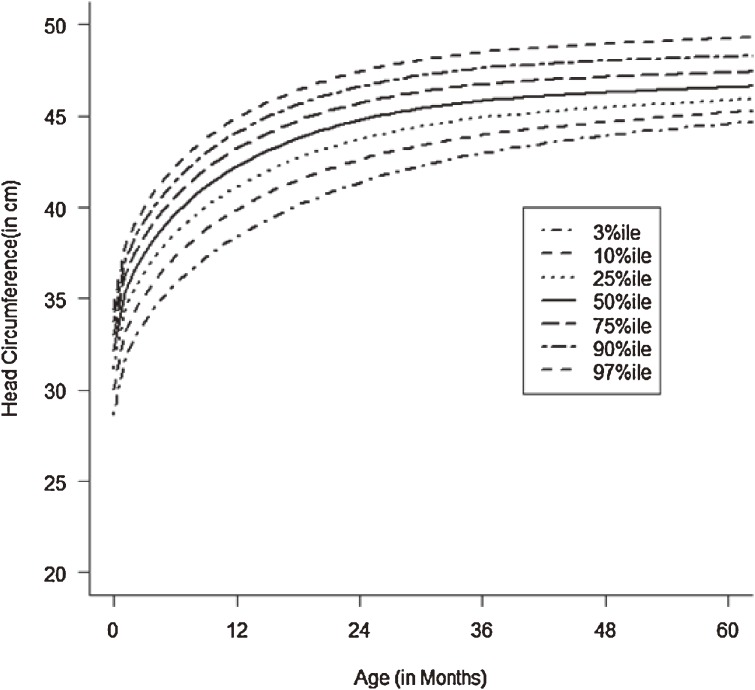 Head Circumference(in cm)
50
45
40
35
30
25
20
3%ile
10%ile
25%ile
50%ile
75%ile
90%ile
97%ile
0 12 24 36 48 60
Age (in Months)